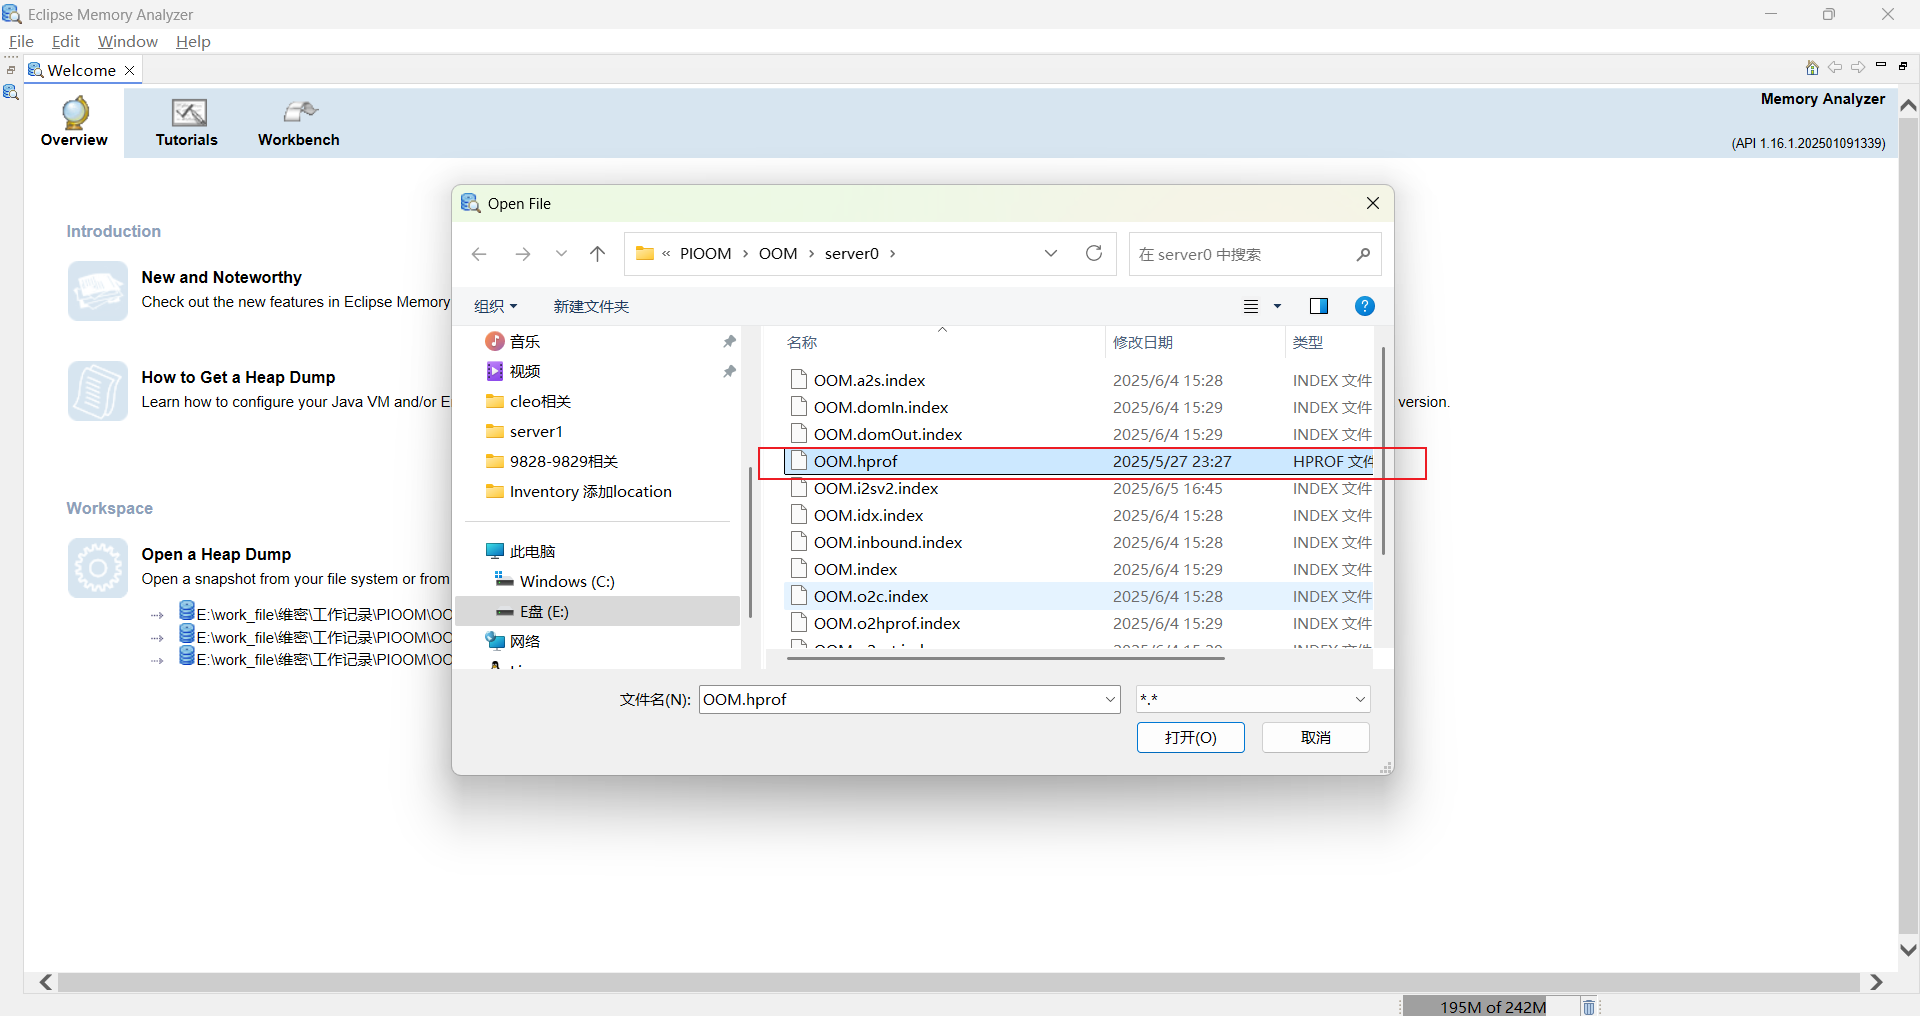 Eclipse Memory Analyzer
File Edit Window Help
Welcome
Overview
Tutorials
Workbench
Memory Analyzer
(API 1.16.1.202501091339)
Introduction
New and Noteworthy
Check out the new features in Eclipse Memory
How to Get a Heap Dump
Learn how to configure your Java VM and/or E
version.
Workspace
Open a Heap Dump
Open a snapshot from your file system or from
E:\work_file\维密\工作记录\PIOOM\OO
E:\work_file\维密\工作记录\PIOOM\OO
E:\work_file\维密\工作记录\PIOOM\OO
Open File
« PIOOM > OOM > server0 >
在 server0 中搜索
组织
新建文件夹
音乐
视频
cleo相关
server1
9828-9829相关
Inventory 添加location
此电脑
Windows (C:)
E盘 (E:)
网络
名称 修改日期 类型
OOM.a2s.index 2025/6/4 15:28 INDEX 文件
OOM.domIn.index 2025/6/4 15:29 INDEX 文件
OOM.domOut.index 2025/6/4 15:29 INDEX 文件
OOM.hprof 2025/5/27 23:27 HPROF 文件
OOM.i2sv2.index 2025/6/5 16:45 INDEX 文件
OOM.idx.index 2025/6/4 15:28 INDEX 文件
OOM.inbound.index 2025/6/4 15:28 INDEX 文件
OOM.index 2025/6/4 15:29 INDEX 文件
OOM.o2c.index 2025/6/4 15:28 INDEX 文件
OOM.o2hprof.index 2025/6/4 15:29 INDEX 文件
文件名(N): OOM.hprof
*.*
打开(O)
取消
195M of 242M